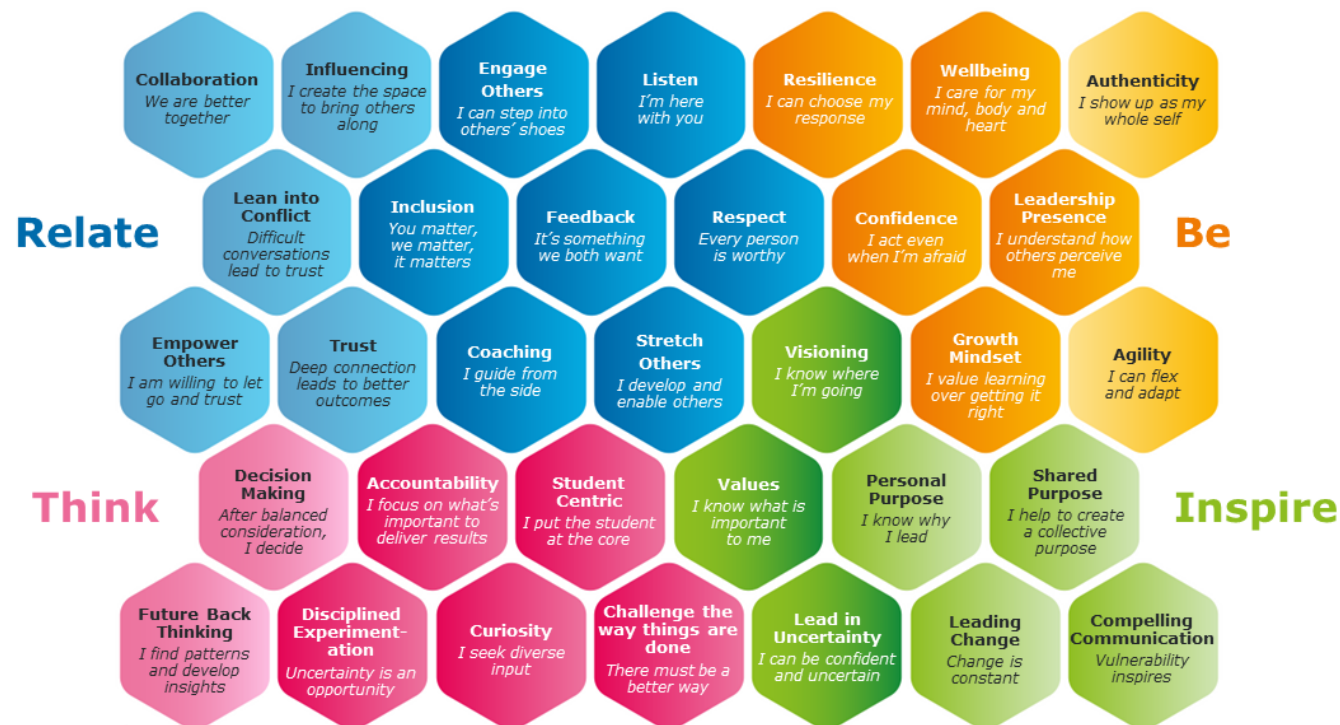 Collaboration
We are better
together
Influencing
I create the space
to bring others
along
Engage
Others
I can step into
others' shoes
Listen
I'm here
with you
Resilience
I can choose my
response
Wellbeing
I care for my
mind, body and
heart
Authenticity
I show up as my
whole self
Relate
Lean into
Conflict
Difficult
conversations
lead to trust
Inclusion
You matter,
we matter,
it matters
Feedback
It's something
we both want
Respect
Every person
is worthy
Confidence
I act even
when I'm afraid
Leadership
Presence
I understand how
others perceive
me
Be
Empower
Others
I am willing to let
go and trust
Trust
Deep connection
leads to better
outcomes
Coaching
I guide from
the side
Stretch
Others
I develop and
enable others
Visioning
I know where
I'm going
Growth
Mindset
I value learning
over getting it
right
Agility
I can flex
and adapt
Think
Decision
Making
After balanced
consideration,
I decide
Accountability
I focus on what's
important to
deliver results
Student
Centric
I put the student
at the core
Values
I know what is
important
to me
Personal
Purpose
I know why
I lead
Shared
Purpose
I help to create
a collective
purpose
Inspire
Future Back
Thinking
I find patterns
and develop
insights
Disciplined
Experiment-
ation
Uncertainty is an
opportunity
Curiosity
I seek diverse
input
Challenge the
way things are
done
There must be a
better way
Lead in
Uncertainty
I can be confident
and uncertain
Leading
Change
Change is
constant
Compelling
Communication
Vulnerability
inspires